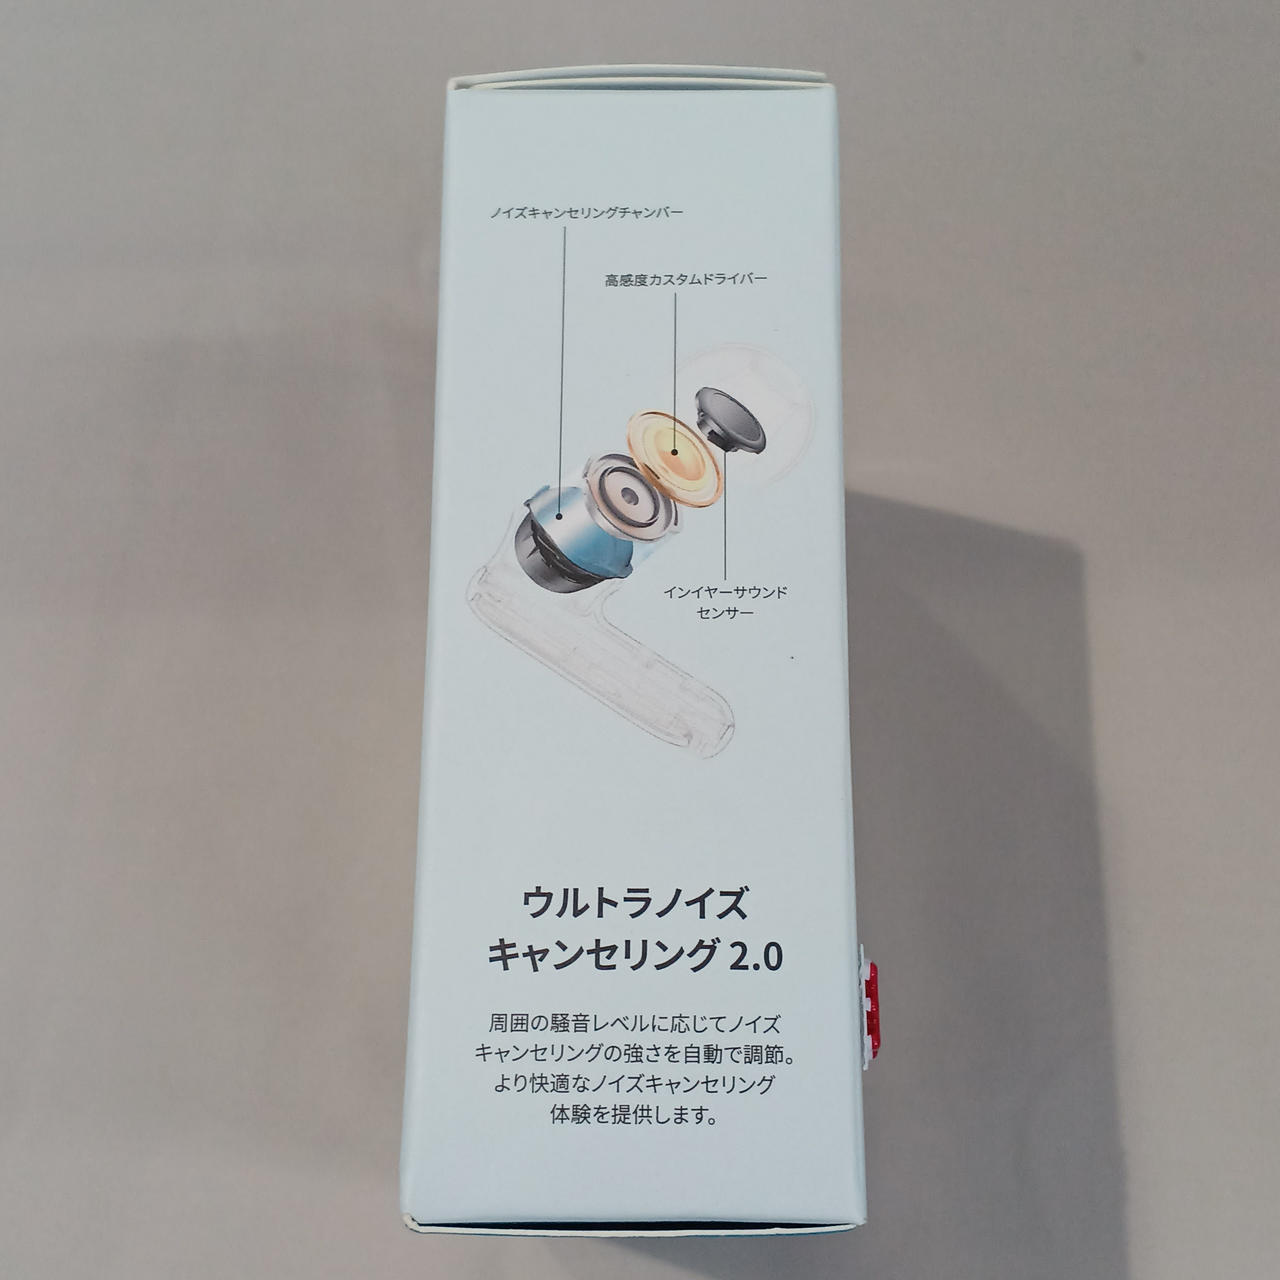 ノイズキャンセリングチャンバー
高感度カスタムドライバー
インイヤーサウンド
センサー
ウルトラノイズ
キャンセリング 2.0
周囲の騒音レベルに応じてノイズ
キャンセリングの強さを自動で調節。
より快適なノイズキャンセリング
体験を提供します。